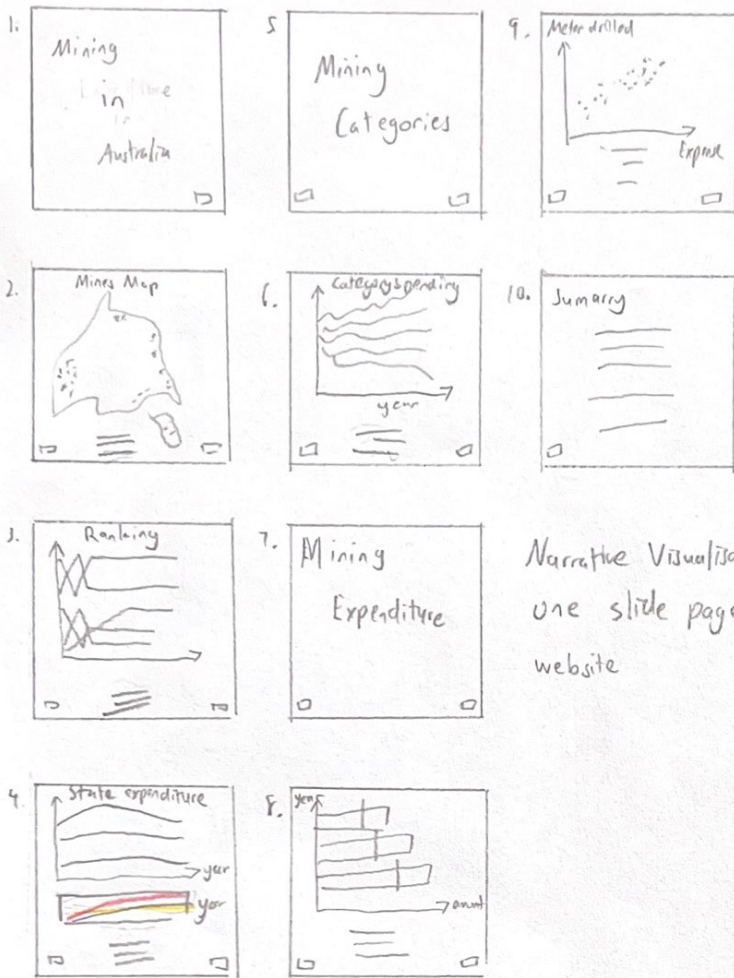 1.
Mining
in
Australia
2.
Mines Map
3.
Ranking
4.
State expenditure
year
year
5
Mining
Categories
6.
Category spending
year
7.
Mining
Expenditure
8.
year
amount
9.
Meter drilled
Expense
10.
Sumarry
Narrative Visualisa
one slide page
website